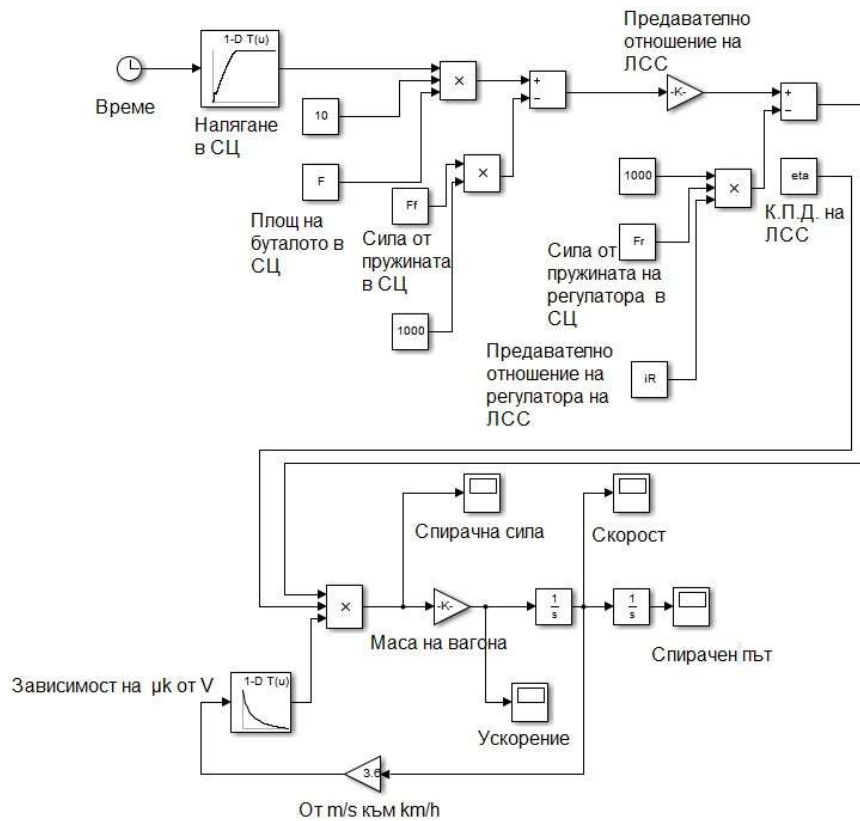 Предавателно
отношение на
ЛСС
1-D T(u)
Време
Налягане
в СЦ
×
+
−
-K-
+
−
10
F
Площ на
буталото в
СЦ
Ff
×
Сила от
пружината
в СЦ
1000
1000
×
eta
К.П.Д. на
ЛСС
Fr
Сила от
пружината на
регулатора в
СЦ
Предавателно
отношение на
регулатора на
ЛСС
iR
Спирачна сила
Скорост
×
-K-
1
s
1
s
Маса на вагона
Спирачен път
Зависимост на μk от V
1-D T(u)
Ускорение
3.6
От m/s към km/h